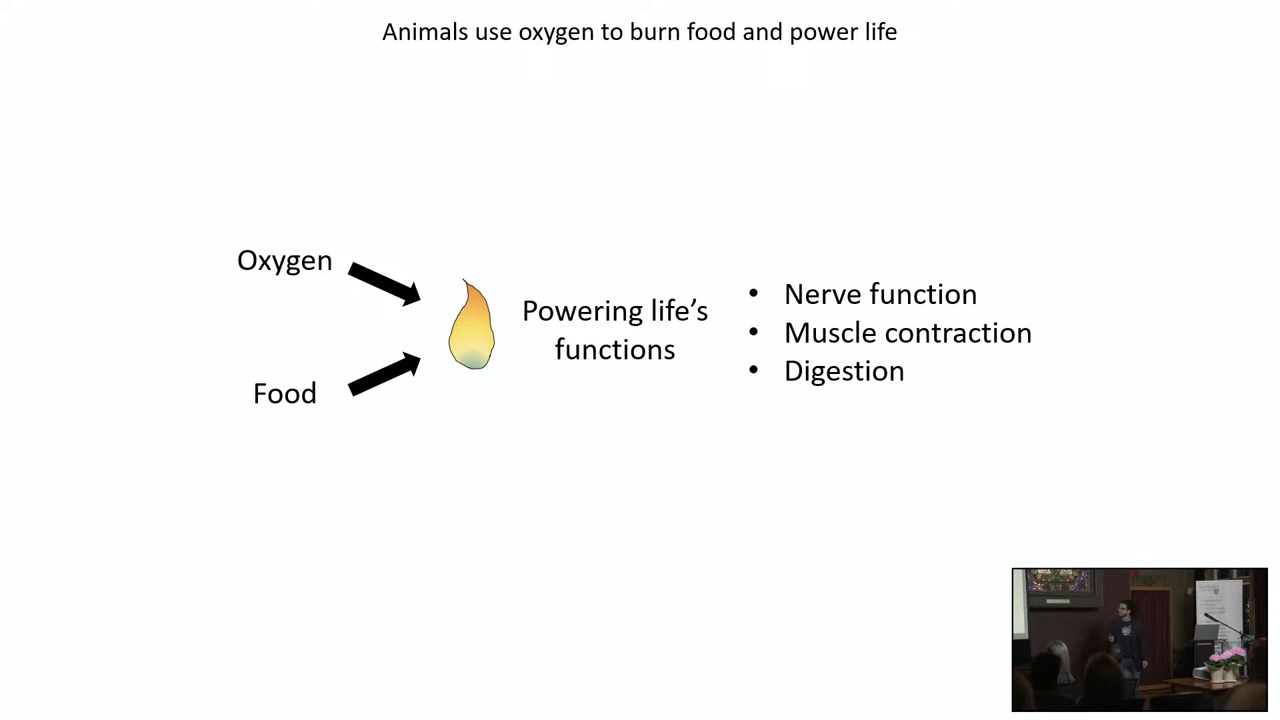 Animals use oxygen to burn food and power life
Oxygen
Food
Powering life’s
functions
• Nerve function
• Muscle contraction
• Digestion